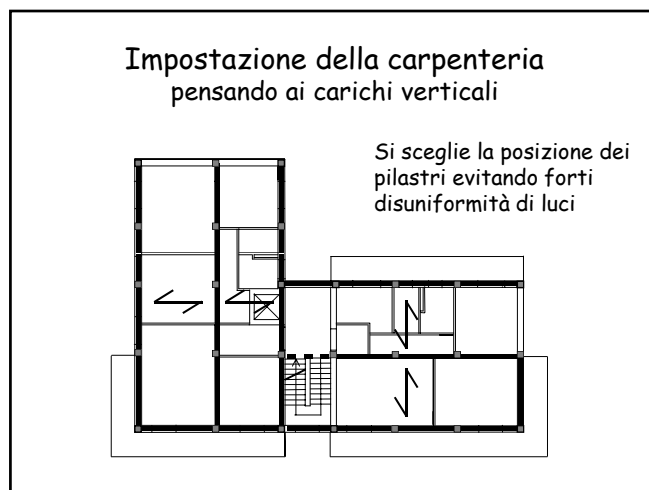 Impostazione della carpenteria
pensando ai carichi verticali
Si sceglie la posizione dei
pilastri evitando forti
disuniformità di luci